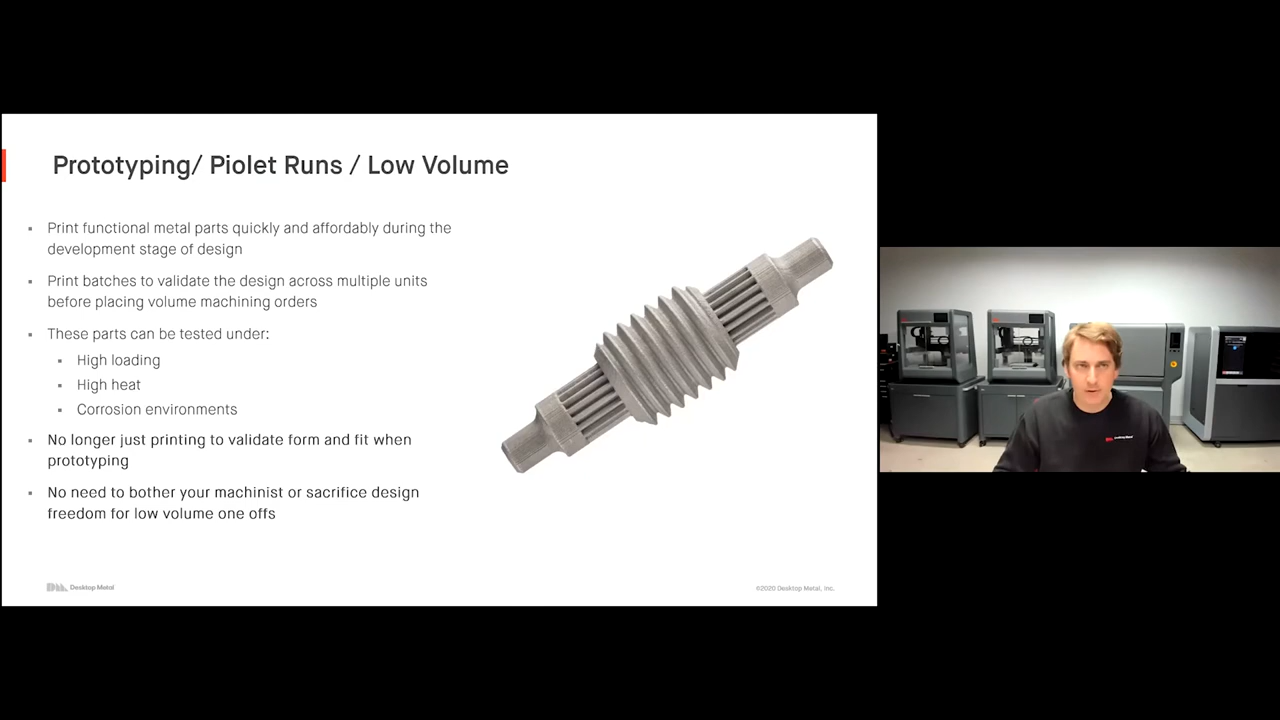 Prototyping/ Piolet Runs / Low Volume
Print functional metal parts quickly and affordably during the
development stage of design
Print batches to validate the design across multiple units
before placing volume machining orders
These parts can be tested under:
High loading
High heat
Corrosion environments
No longer just printing to validate form and fit when
prototyping
No need to bother your machinist or sacrifice design
freedom for low volume one offs
Desktop Metal
©2020 Desktop Metal, Inc.
Desktop Metal